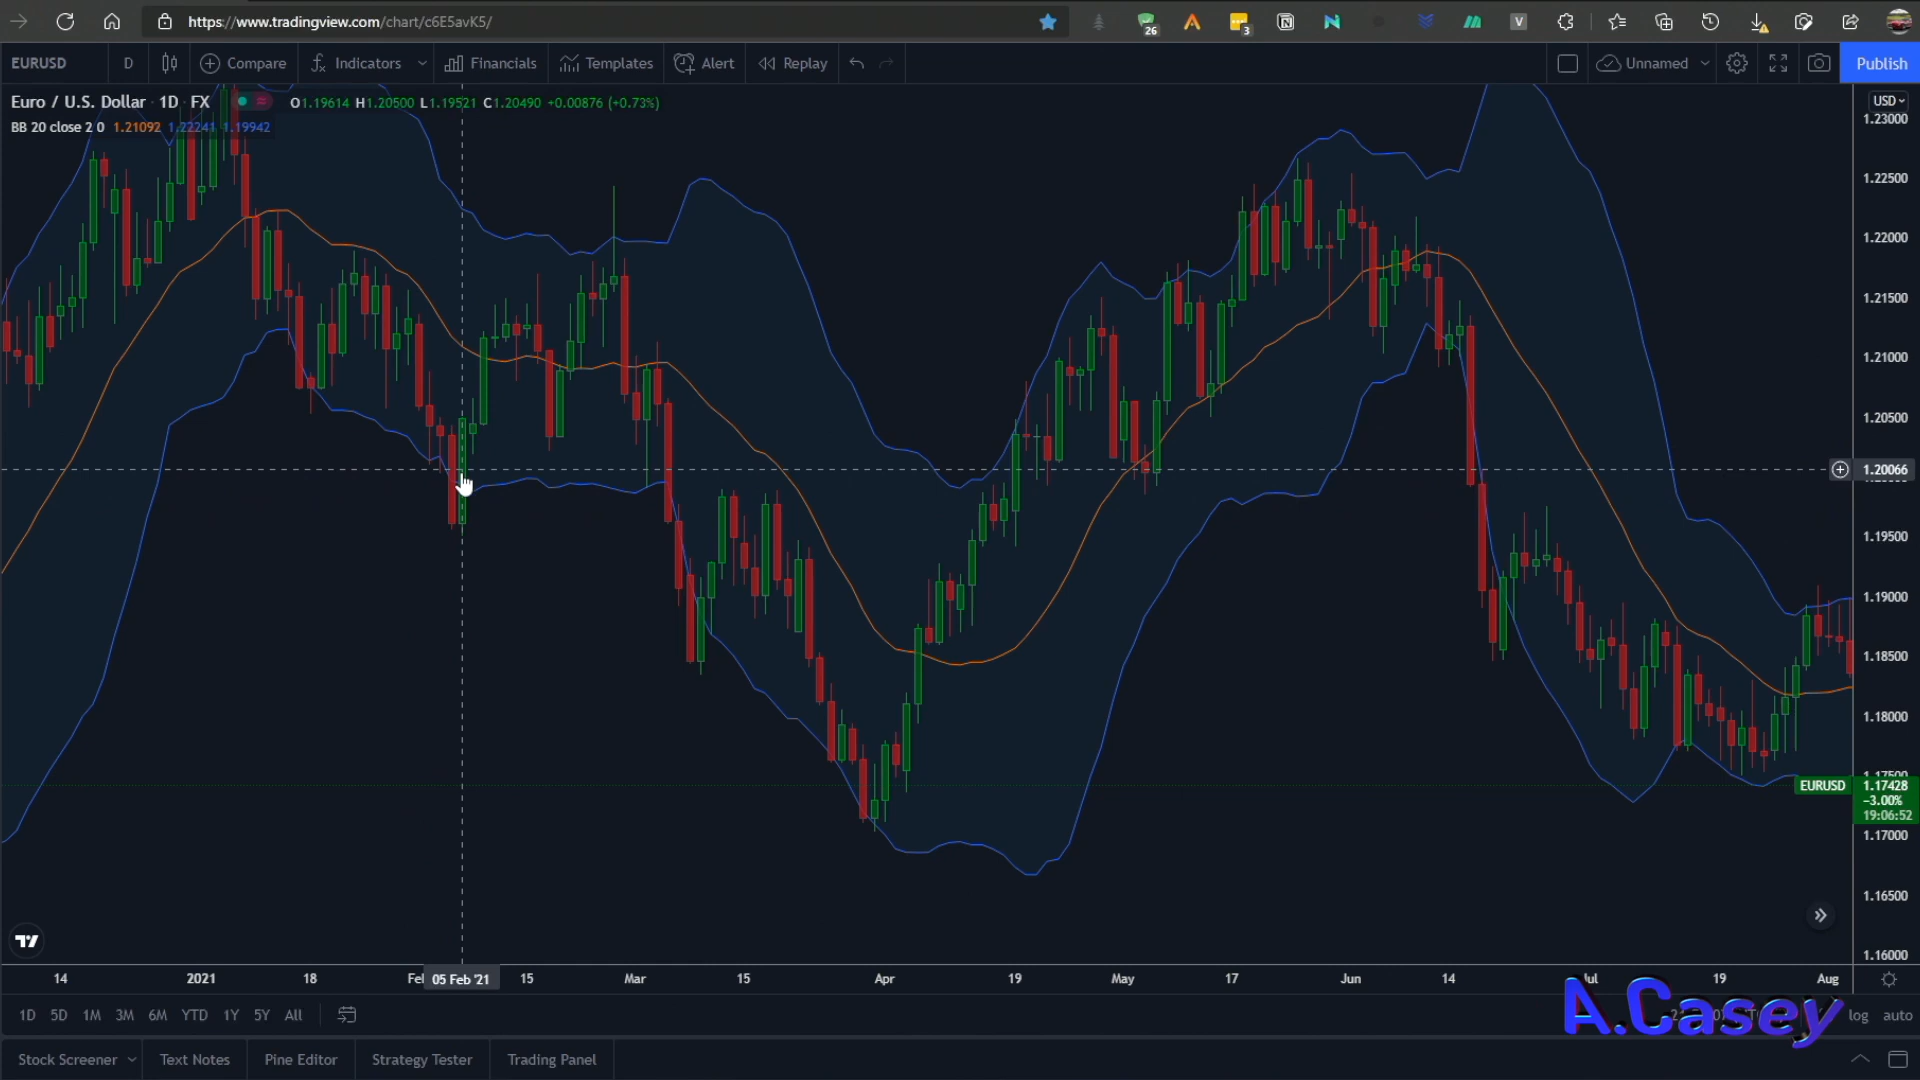 https://www.tradingview.com/chart/c6E5avK5/
26
3
V
EURUSD D Compare Indicators Financials Templates Alert Replay Unnamed Publish
Euro / U.S. Dollar · 1D · FX O1.19614 H1.20500 L1.19521 C1.20490 +0.00876 (+0.73%)
BB 20 close 2 0 1.21092 1.22241 1.19942
USD
1.23000
1.22500
1.22000
1.21500
1.21000
1.20500
1.20066
1.19500
1.19000
1.18500
1.18000
1.17500
EURUSD 1.17428
−3.00%
19:06:52
1.17000
1.16500
1.16000
14 2021 18 05 Feb '21 15 Mar 15 Apr 19 May 17 Jun 14 Jul 19 Aug
1D 5D 1M 3M 6M YTD 1Y 5Y All log auto
A.Casey
Stock Screener Text Notes Pine Editor Strategy Tester Trading Panel